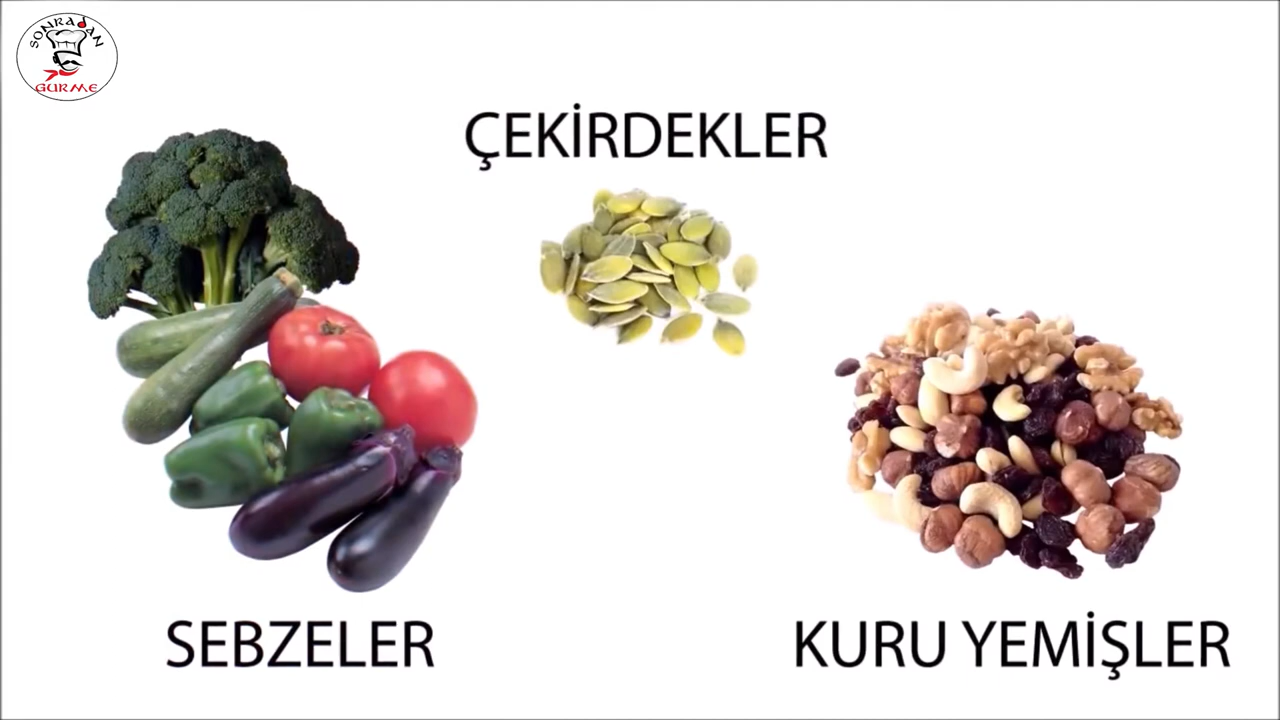 SONRADAN
GURME
ÇEKİRDEKLER
SEBZELER
KURU YEMİŞLER